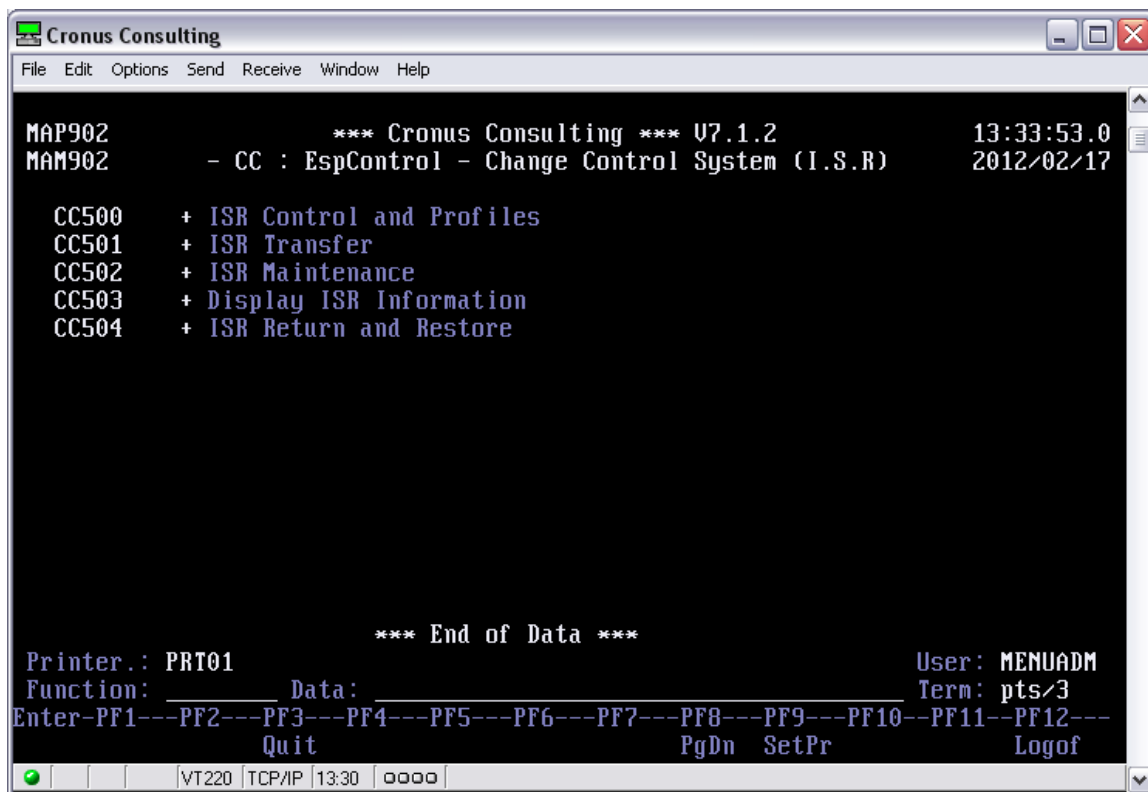 Cronus Consulting
File Edit Options Send Receive Window Help
MAP902 *** Cronus Consulting *** V7.1.2 13:33:53.0
MAM902 - CC : EspControl - Change Control System (I.S.R) 2012/02/17
CC500 + ISR Control and Profiles
CC501 + ISR Transfer
CC502 + ISR Maintenance
CC503 + Display ISR Information
CC504 + ISR Return and Restore
*** End of Data ***
Printer.: PRT01 User: MENUADM
Function: ________ Data: ______________________________________ Term: pts/3
Enter-PF1---PF2---PF3---PF4---PF5---PF6---PF7---PF8---PF9---PF10--PF11--PF12---
Quit PgDn SetPr Logof
VT220 TCP/IP 13:30 oooo